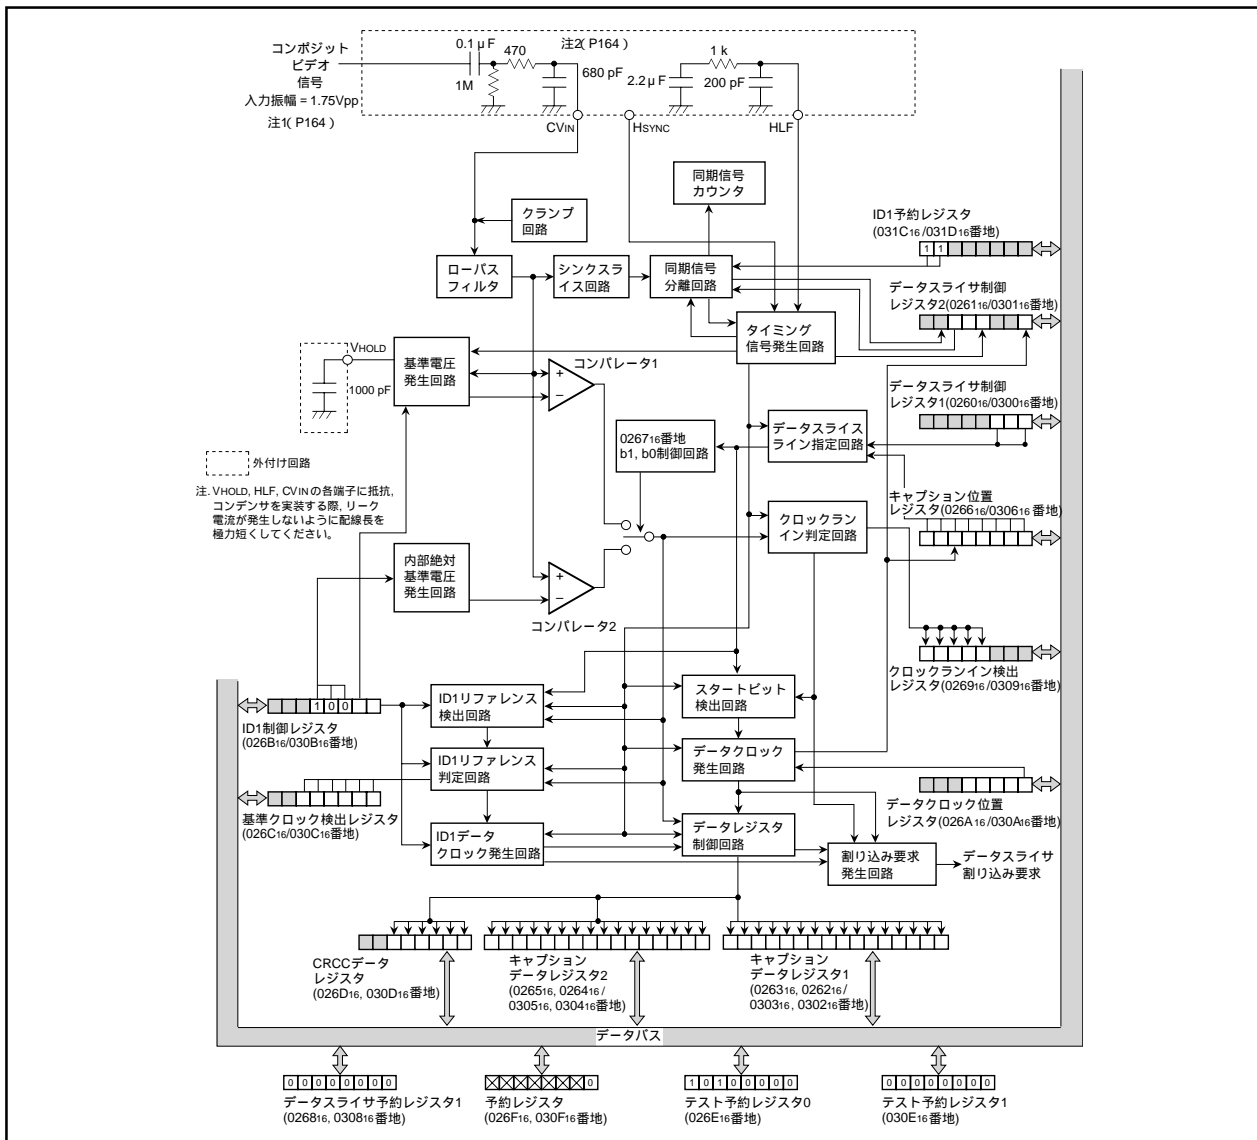 コンポジット
ビデオ
信号
入力振幅 = 1.75Vpp
注1( P164 )
0.1 μF
470
注2( P164 )
1M
680 pF
1 k
2.2 μF
200 pF
CVIN
HSYNC
HLF
同期信号
カウンタ
クランプ
回路
ローパス
フィルタ
シンクスラ
イス回路
同期信号
分離回路
タイミング
信号発生回路
ID1予約レジスタ
(031C16 /031D16番地)
1 1
データスライサ制御
レジスタ2(026116/030116番地)
データスライサ制御
レジスタ1(026016/030016番地)
VHOLD
1000 pF
基準電圧
発生回路
コンパレータ1
+
−
026716番地
b1, b0制御回路
データスライス
ライン指定回路
外付け回路
注. VHOLD, HLF, CVIN の各端子に抵抗,
コンデンサを実装する際, リーク
電流が発生しないように配線長を
極力短くしてください。
キャプション位置
レジスタ(026616 /030616番地)
クロックラン
イン判定回路
内部絶対
基準電圧
発生回路
+
−
コンパレータ2
クロックランイン検出
レジスタ(026916 /030916番地)
1 0 0
ID1制御レジスタ
(026B16 /030B16番地)
ID1リファレンス
検出回路
スタートビット
検出回路
ID1リファレンス
判定回路
データクロック
発生回路
基準クロック検出レジスタ
(026C16 /030C16番地)
データクロック位置
レジスタ(026A16 /030A16番地)
ID1データ
クロック発生回路
データレジスタ
制御回路
割り込み要求
発生回路
データスライサ
割り込み要求
CRCCデータ
レジスタ
(026D16, 030D16番地)
キャプション
データレジスタ2
(026516, 026416 /
030516, 030416番地)
キャプション
データレジスタ1
(026316, 026216 /
030316, 030216番地)
データバス
0 0 0 0 0 0 0 0
データスライサ予約レジスタ1
(026816, 030816番地)
0
予約レジスタ
(026F16, 030F16番地)
1 0 1 0 0 0 0 0
テスト予約レジスタ0
(026E16番地)
0 0 0 0 0 0 0 0
テスト予約レジスタ1
(030E16番地)